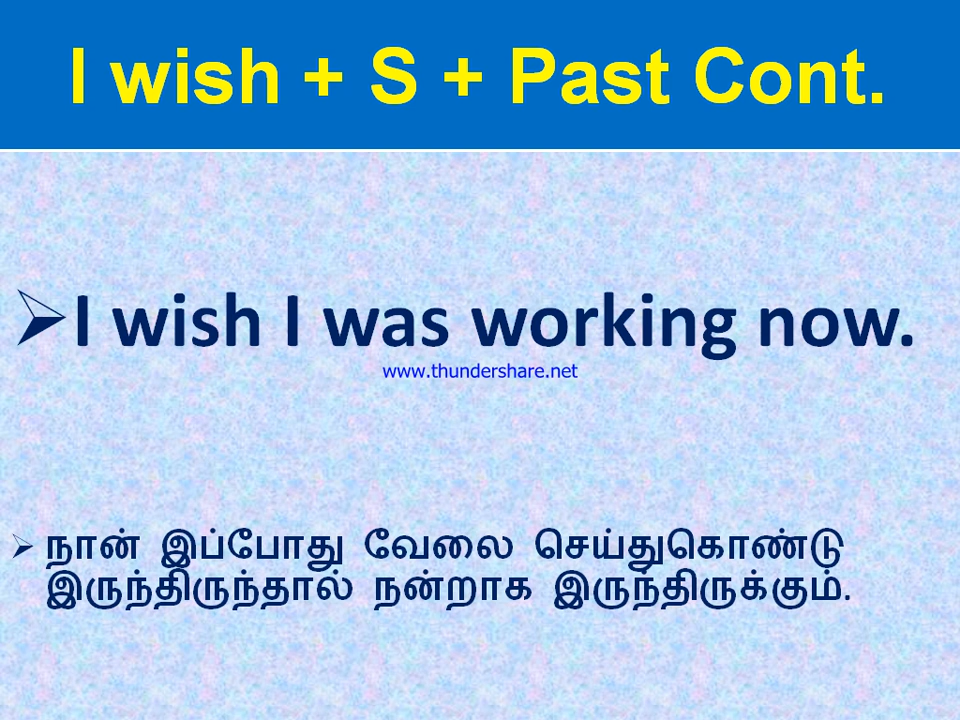 I wish + S + Past Cont.
➢I wish I was working now.
www.thundershare.net
➢ நான் இப்போது வேலை செய்துகொண்டு
இருந்திருந்தால் நன்றாக இருந்திருக்கும்.